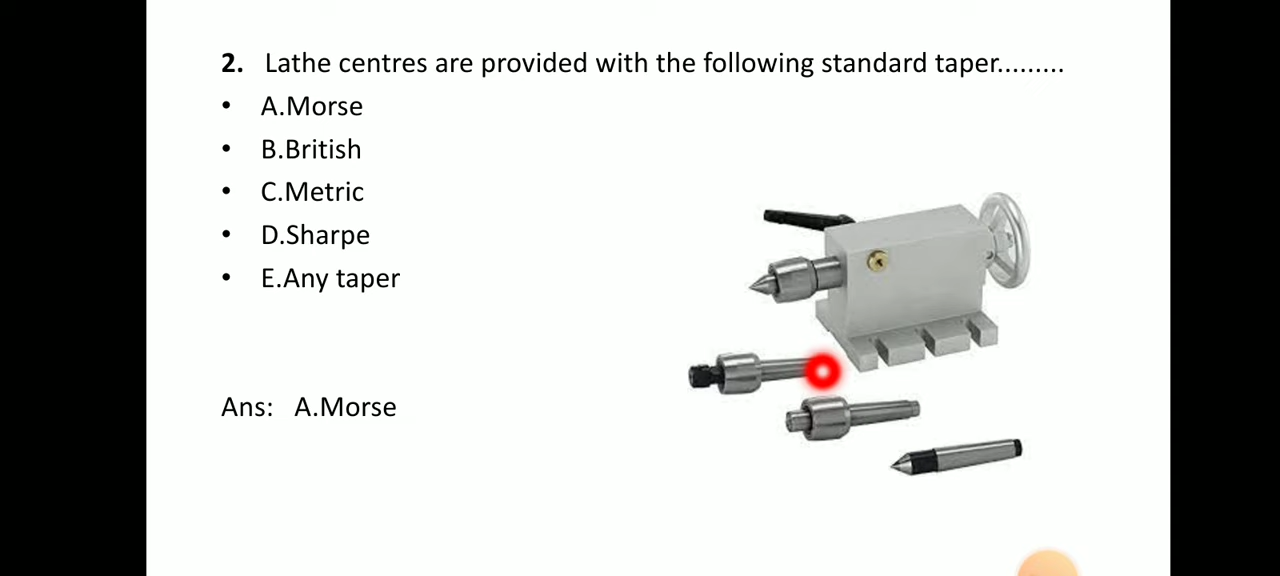 2. Lathe centres are provided with the following standard taper.........
• A.Morse
• B.British
• C.Metric
• D.Sharpe
• E.Any taper
Ans: A.Morse